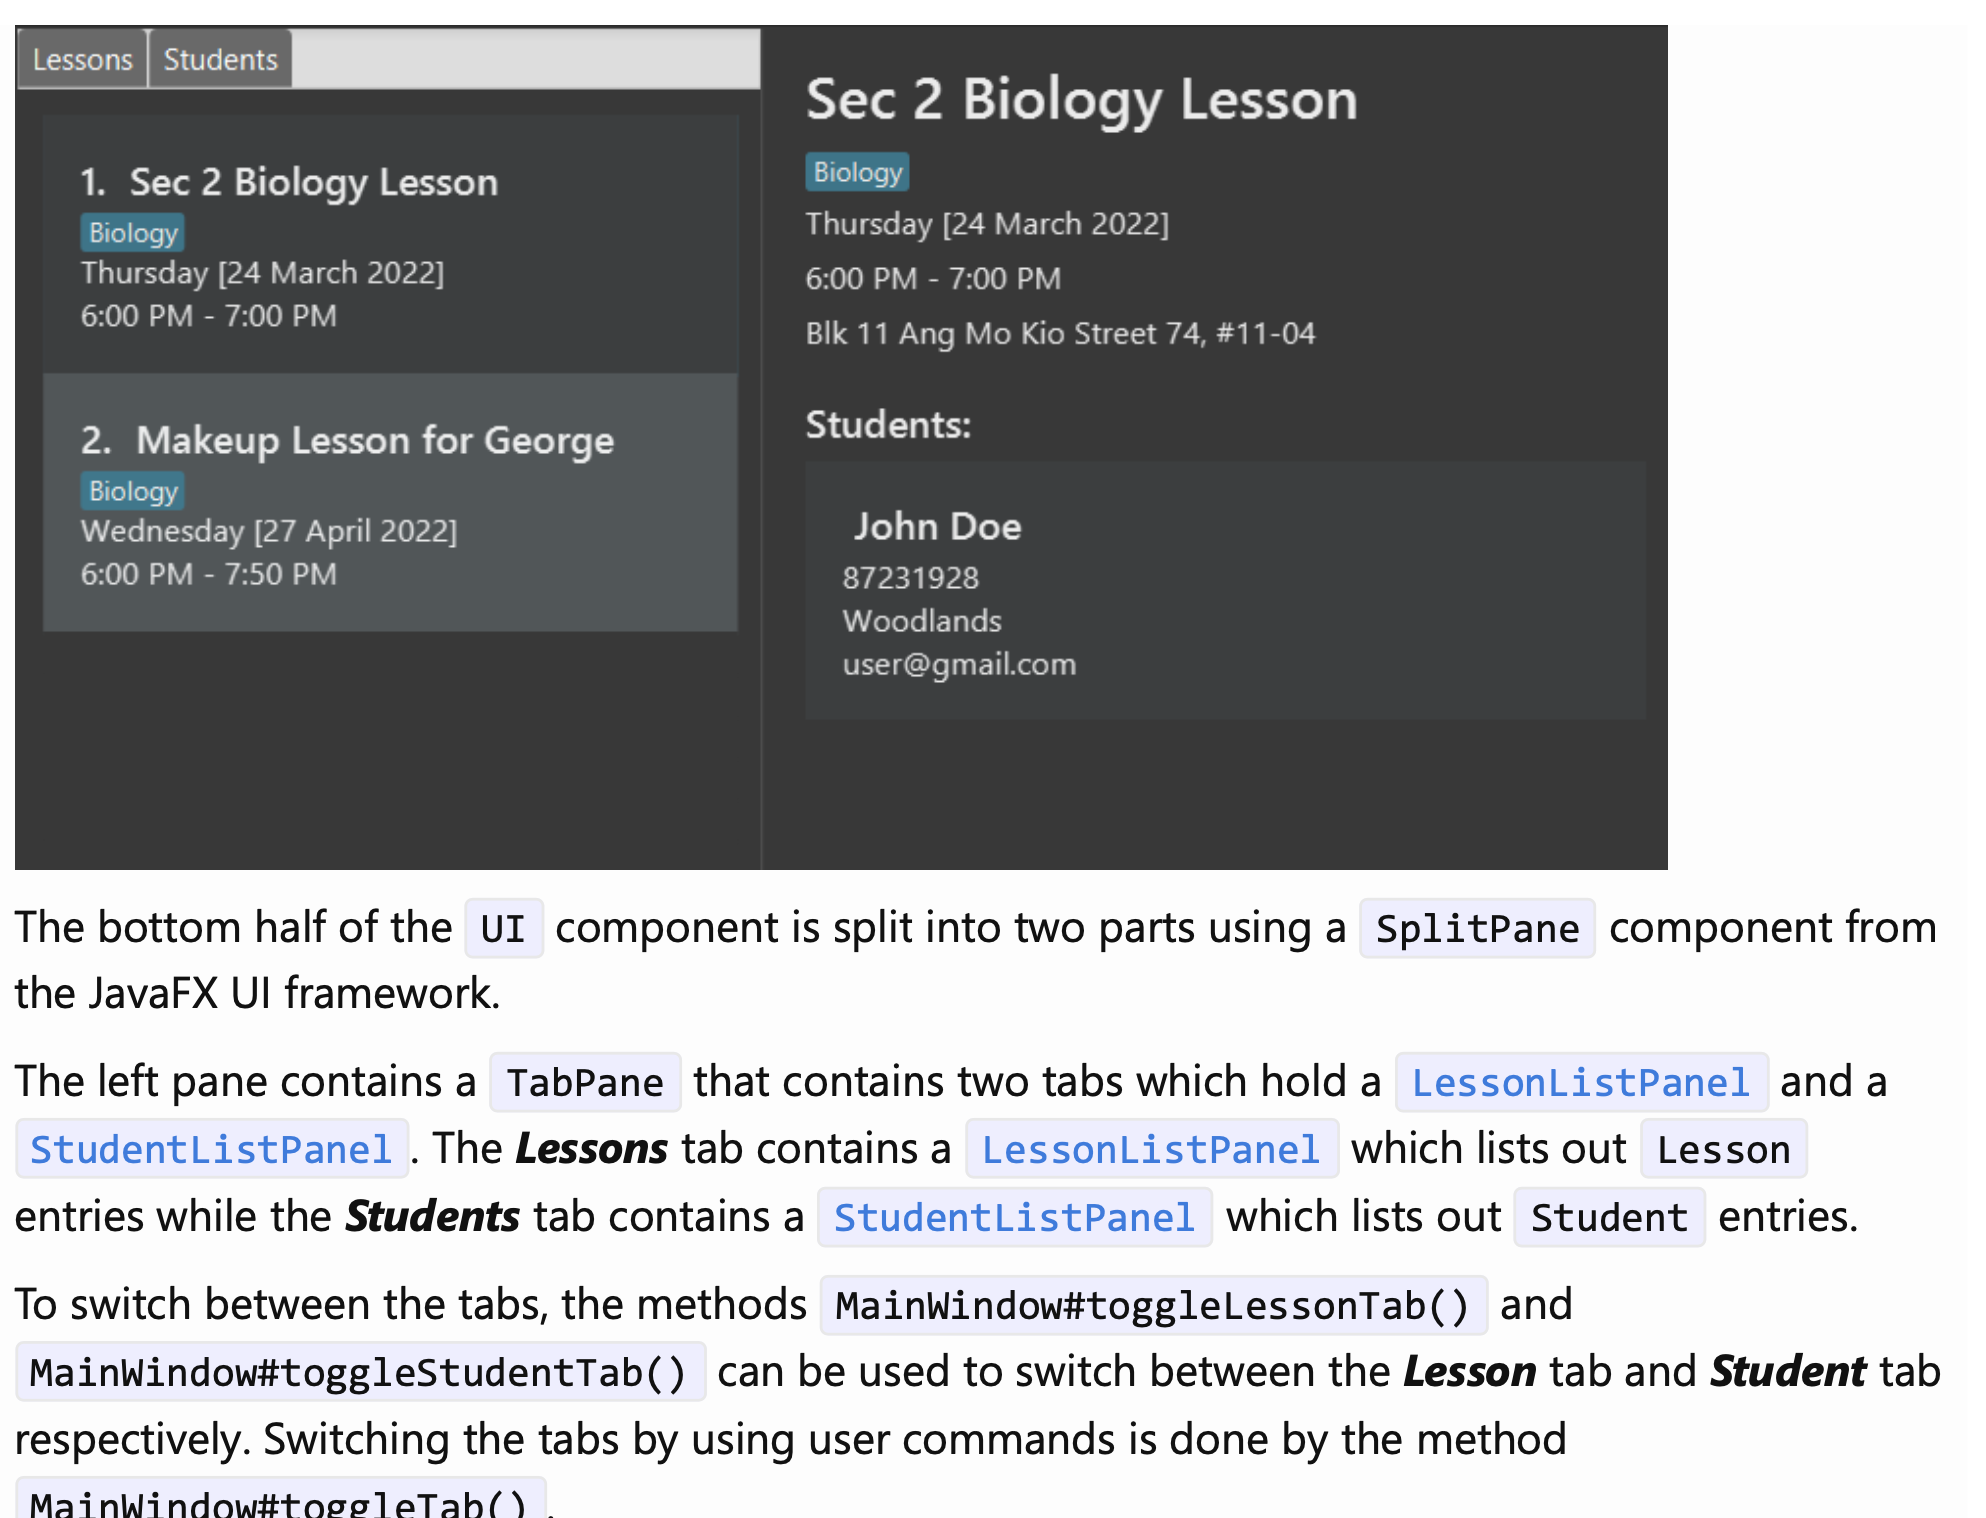 Lessons Students
1. Sec 2 Biology Lesson
Biology
Thursday [24 March 2022]
6:00 PM - 7:00 PM
2. Makeup Lesson for George
Biology
Wednesday [27 April 2022]
6:00 PM - 7:50 PM
Sec 2 Biology Lesson
Biology
Thursday [24 March 2022]
6:00 PM - 7:00 PM
Blk 11 Ang Mo Kio Street 74, #11-04
Students:
John Doe
87231928
Woodlands
user@gmail.com
The bottom half of the UI component is split into two parts using a SplitPane component from
the JavaFX UI framework.
The left pane contains a TabPane that contains two tabs which hold a LessonListPanel and a
StudentListPanel. The Lessons tab contains a LessonListPanel which lists out Lesson
entries while the Students tab contains a StudentListPanel which lists out Student entries.
To switch between the tabs, the methods MainWindow#toggleLessonTab() and
MainWindow#toggleStudentTab() can be used to switch between the Lesson tab and Student tab
respectively. Switching the tabs by using user commands is done by the method
MainWindow#toggleTab().